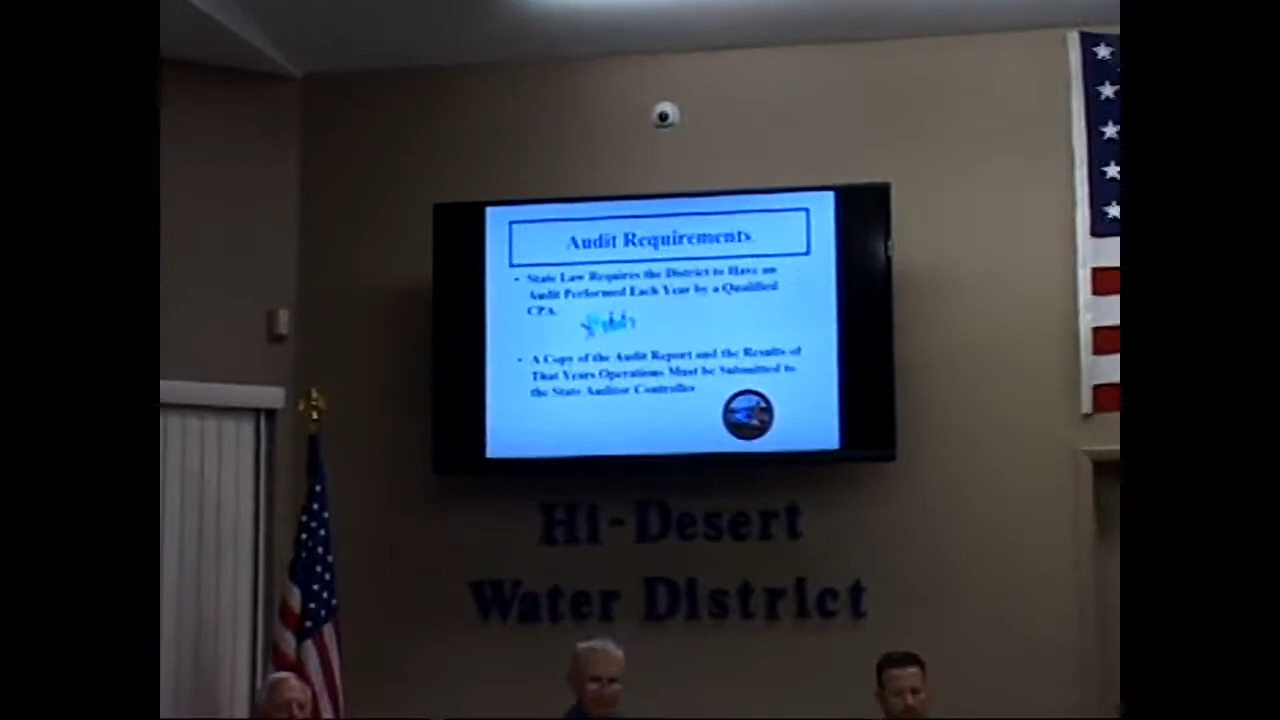 Audit Requirements
• State Law Requires the District to Have an
Audit Performed Each Year by a Qualified
CPA.
• A Copy of the Audit Report and the Results of
That Years Operations Must be Submitted to
the State Auditor Controller
Hi-Desert
Water District